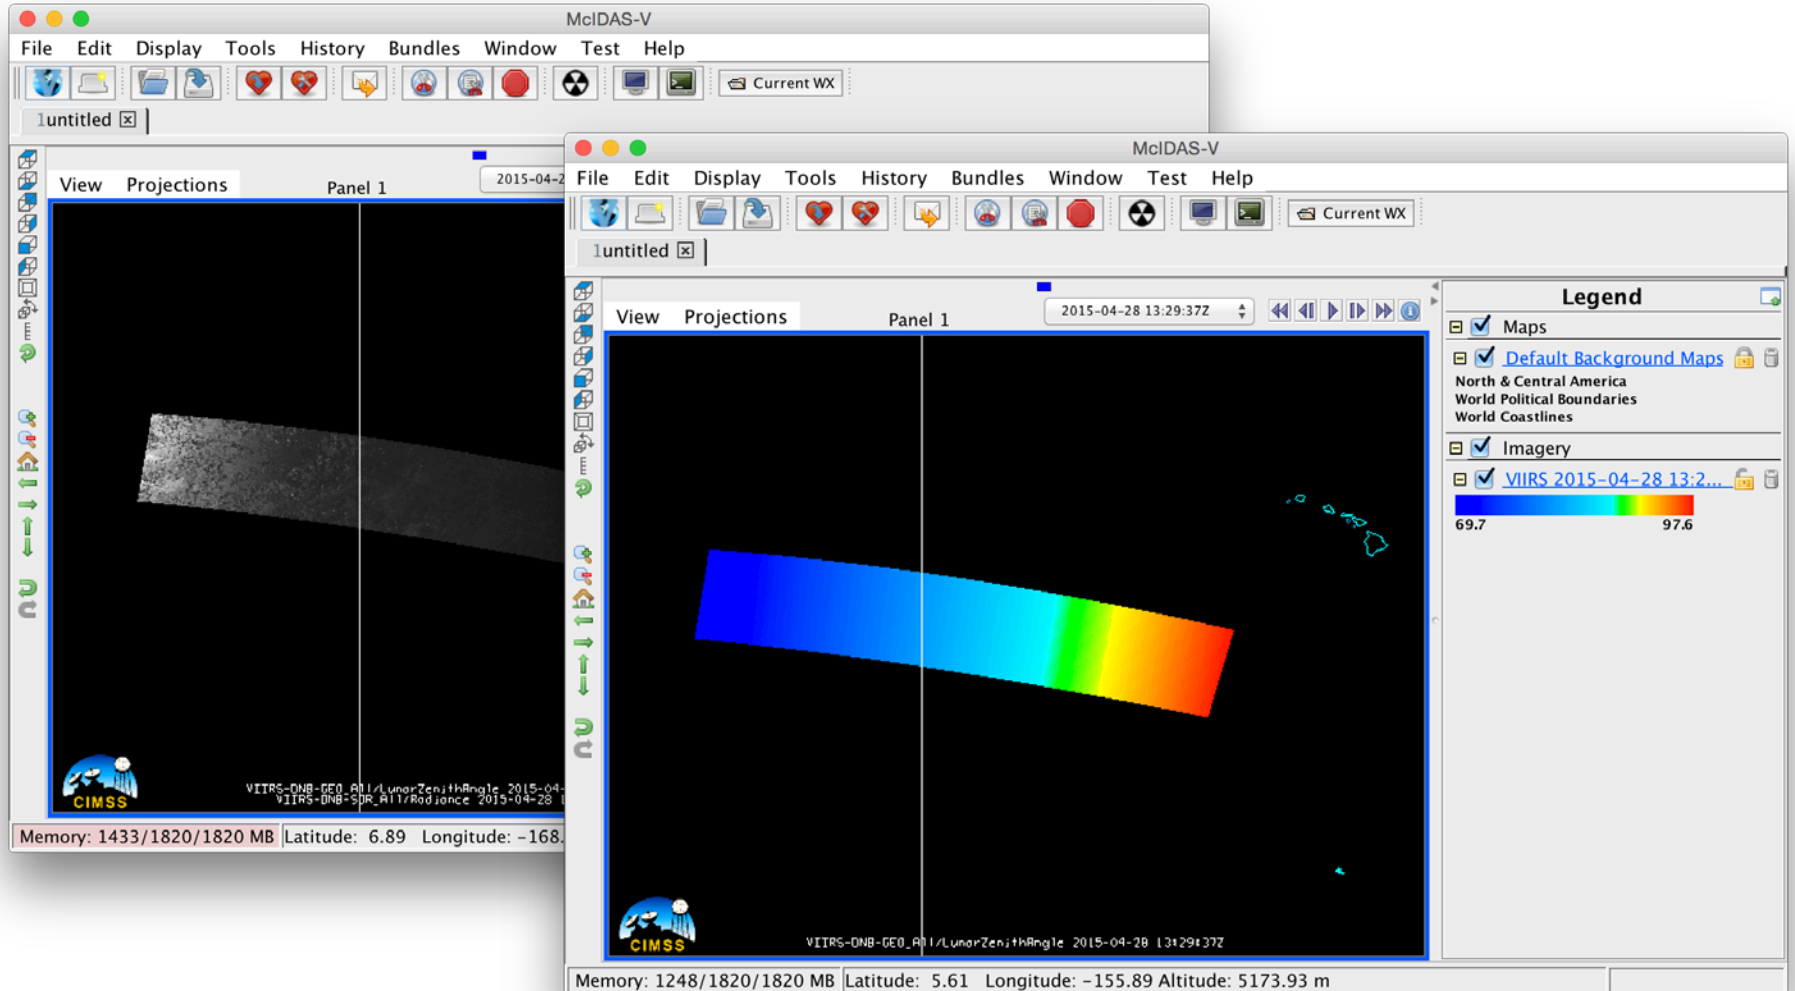 McIDAS-V
File Edit Display Tools History Bundles Window Test Help
Current WX
1untitled
View Projections Panel 1 2015-04-2
CIMSS
VIIRS-DNB-GEO_All/LunarZenithAngle 2015-04-
VIIRS-DNB-SDR_All/Radiance 2015-04-28 1
Memory: 1433/1820/1820 MB Latitude: 6.89 Longitude: -168.
McIDAS-V
File Edit Display Tools History Bundles Window Test Help
Current WX
1untitled
View Projections Panel 1 2015-04-28 13:29:37Z
CIMSS
VIIRS-DNB-GEO_All/LunarZenithAngle 2015-04-28 13:29:37Z
Legend
Maps
Default Background Maps
North & Central America
World Political Boundaries
World Coastlines
Imagery
VIIRS 2015-04-28 13:2...
69.7 97.6
Memory: 1248/1820/1820 MB Latitude: 5.61 Longitude: -155.89 Altitude: 5173.93 m